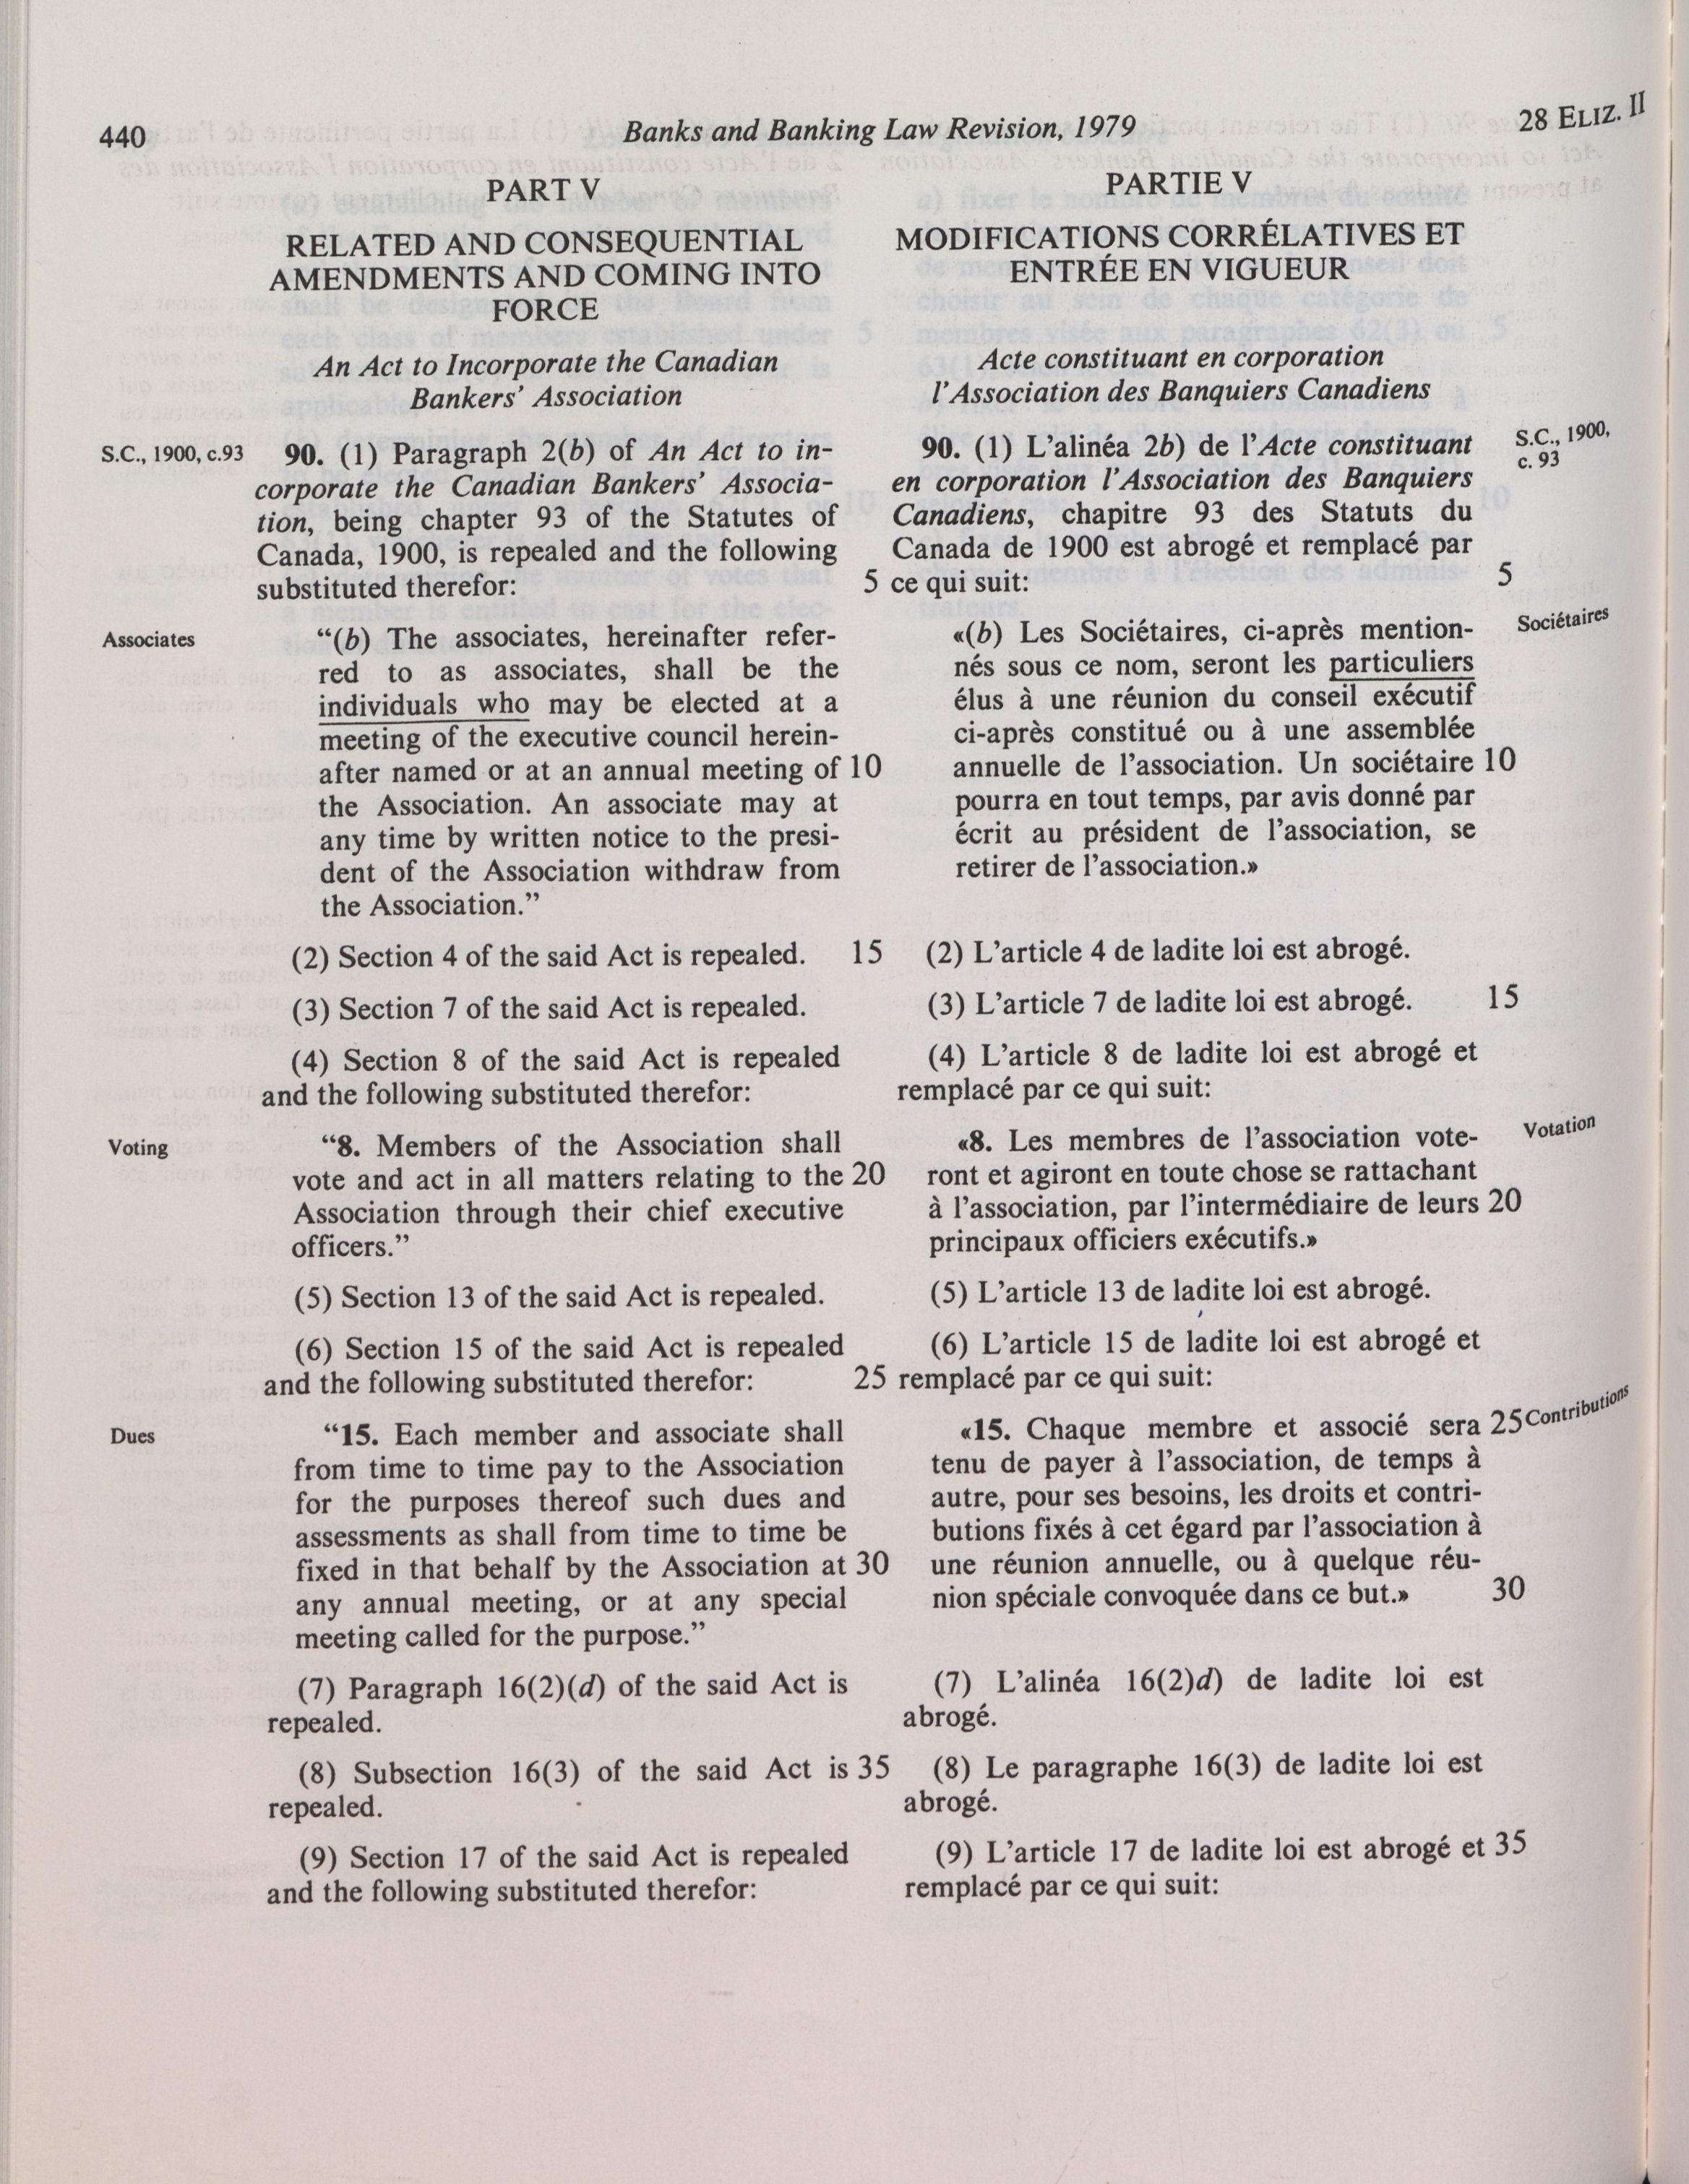 440
Banks and Banking Law Revision, 1979
28 ELIZ. II
PART V
RELATED AND CONSEQUENTIAL
AMENDMENTS AND COMING INTO
FORCE
An Act to Incorporate the Canadian
Bankers' Association
S.C., 1900, c.93
90. (1) Paragraph 2(b) of An Act to in-
corporate the Canadian Bankers' Associa-
tion, being chapter 93 of the Statutes of
Canada, 1900, is repealed and the following
substituted therefor: 5
Associates
"(b) The associates, hereinafter refer-
red to as associates, shall be the
individuals who may be elected at a
meeting of the executive council herein-
after named or at an annual meeting of 10
the Association. An associate may at
any time by written notice to the presi-
dent of the Association withdraw from
the Association."
(2) Section 4 of the said Act is repealed. 15
(3) Section 7 of the said Act is repealed.
(4) Section 8 of the said Act is repealed
and the following substituted therefor:
Voting
"8. Members of the Association shall
vote and act in all matters relating to the 20
Association through their chief executive
officers."
(5) Section 13 of the said Act is repealed.
(6) Section 15 of the said Act is repealed
and the following substituted therefor: 25
Dues
"15. Each member and associate shall
from time to time pay to the Association
for the purposes thereof such dues and
assessments as shall from time to time be
fixed in that behalf by the Association at 30
any annual meeting, or at any special
meeting called for the purpose."
(7) Paragraph 16(2)(d) of the said Act is
repealed.
(8) Subsection 16(3) of the said Act is 35
repealed.
(9) Section 17 of the said Act is repealed
and the following substituted therefor:
PARTIE V
MODIFICATIONS CORRÉLATIVES ET
ENTRÉE EN VIGUEUR
Acte constituant en corporation
l'Association des Banquiers Canadiens
90. (1) L'alinéa 2b) de l'Acte constituant
en corporation l'Association des Banquiers
Canadiens, chapitre 93 des Statuts du
Canada de 1900 est abrogé et remplacé par
ce qui suit: 5
S.C., 1900,
c. 93
«(b) Les Sociétaires, ci-après mention-
nés sous ce nom, seront les particuliers
élus à une réunion du conseil exécutif
ci-après constitué ou à une assemblée
annuelle de l'association. Un sociétaire 10
pourra en tout temps, par avis donné par
écrit au président de l'association, se
retirer de l'association.»
Sociétaires
(2) L'article 4 de ladite loi est abrogé.
(3) L'article 7 de ladite loi est abrogé. 15
(4) L'article 8 de ladite loi est abrogé et
remplacé par ce qui suit:
«8. Les membres de l'association vote-
ront et agiront en toute chose se rattachant
à l'association, par l'intermédiaire de leurs 20
principaux officiers exécutifs.»
Votation
(5) L'article 13 de ladite loi est abrogé.
(6) L'article 15 de ladite loi est abrogé et
remplacé par ce qui suit:
«15. Chaque membre et associé sera 25
tenu de payer à l'association, de temps à
autre, pour ses besoins, les droits et contri-
butions fixés à cet égard par l'association à
une réunion annuelle, ou à quelque réu-
nion spéciale convoquée dans ce but.» 30
Contributions
(7) L'alinéa 16(2)d) de ladite loi est
abrogé.
(8) Le paragraphe 16(3) de ladite loi est
abrogé.
(9) L'article 17 de ladite loi est abrogé et 35
remplacé par ce qui suit: